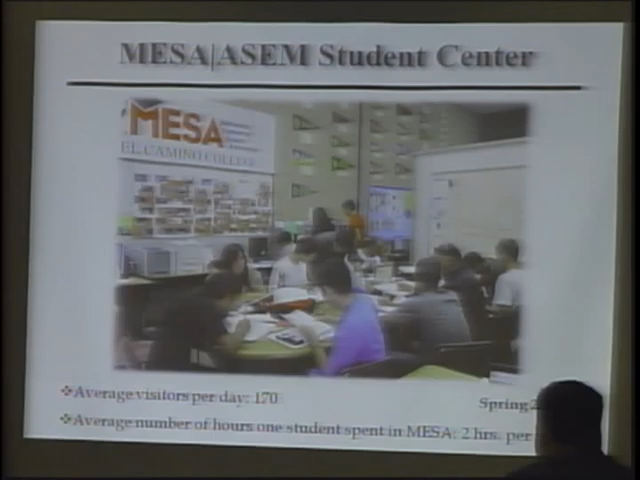 MESA|ASEM Student Center
MESA
EL CAMINO COLLEGE
❖Average visitors per day: 170
Spring
❖Average number of hours one student spent in MESA: 2 hrs. per